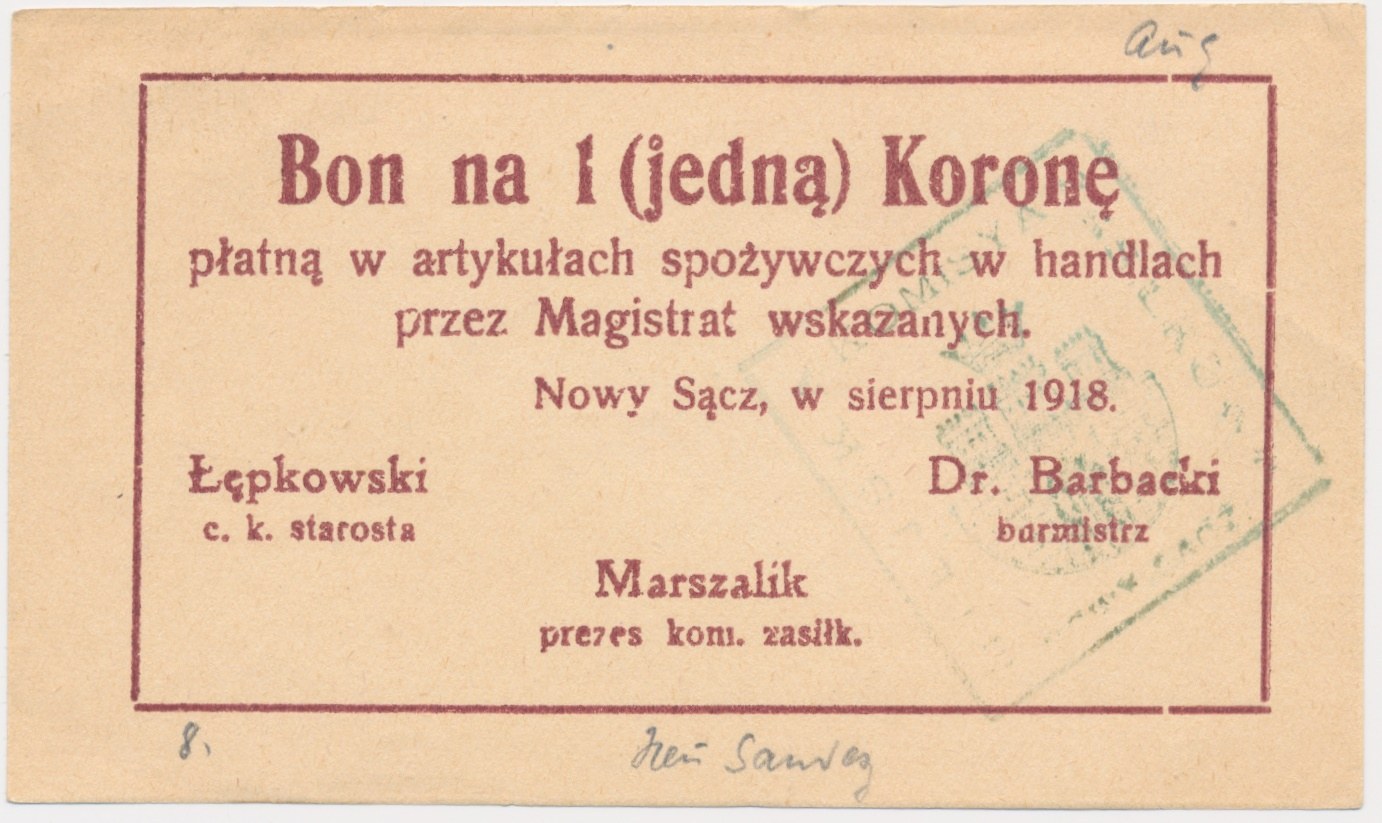 Aug
Bon na 1 (jedną) Koronę
płatną w artykułach spożywczych w handlach
przez Magistrat wskazanych.
Nowy Sącz, w sierpniu 1918.
Łępkowski
c. k. starosta
Dr. Barbacki
burmistrz
Marszalik
prezes kom. zasiłk.
KOMISYA
8.
Neu Sandez